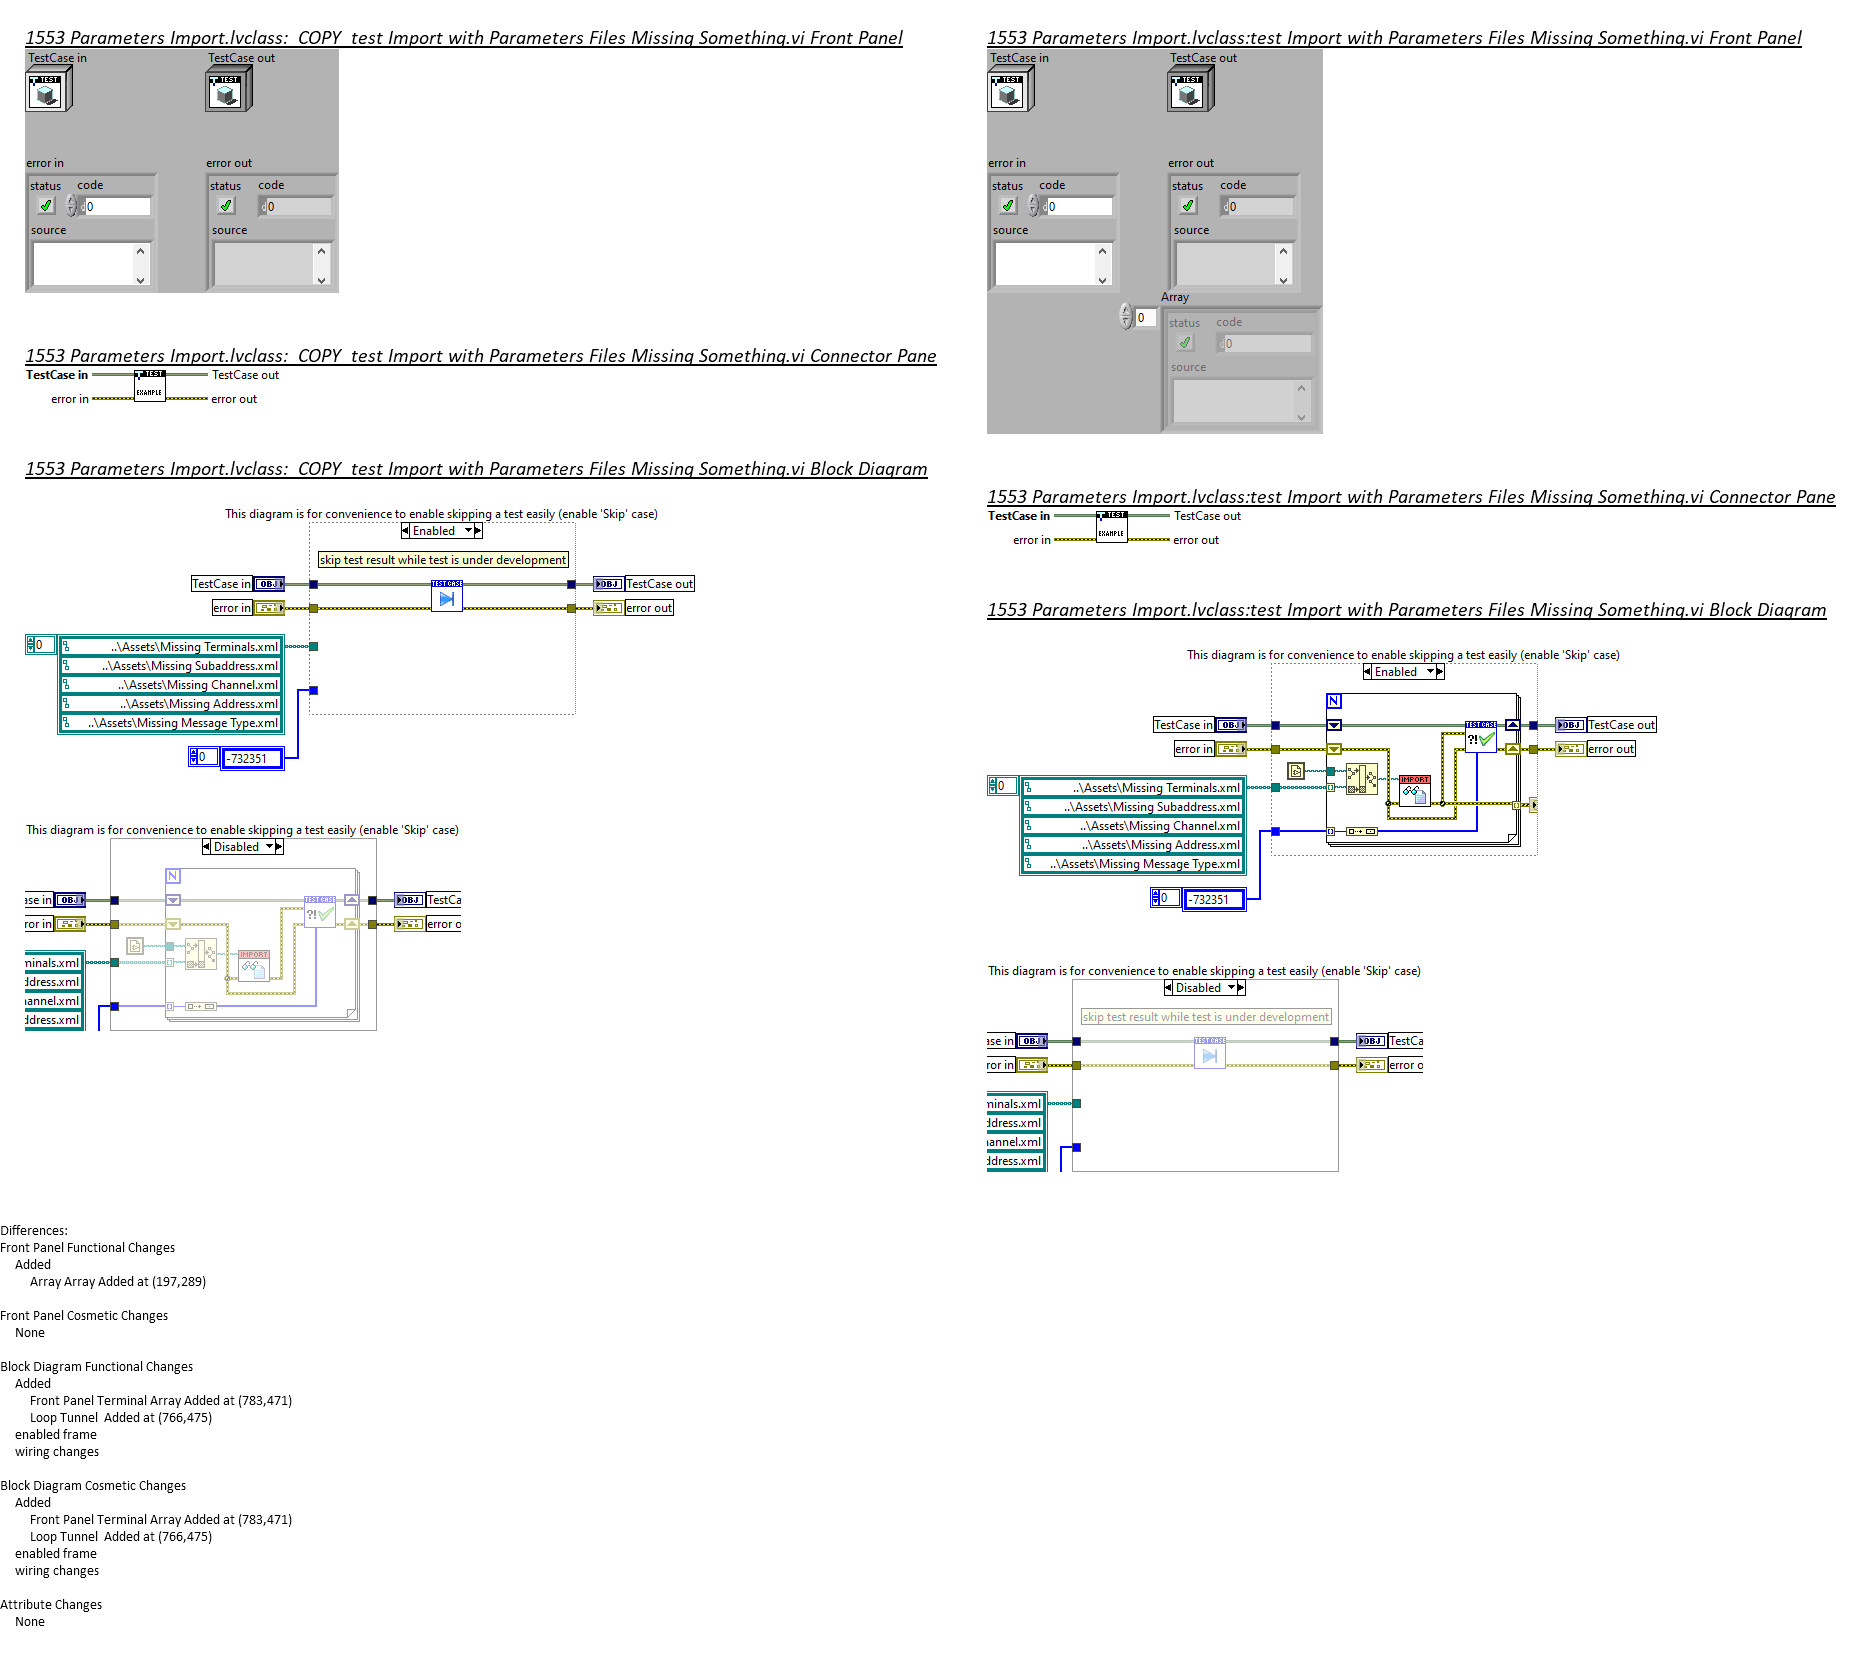 1553 Parameters Import.lvclass:_COPY_test Import with Parameters Files Missing Something.vi Front Panel
TestCase in
TestCase out
TEST
TEST
error in
error out
status
code
status
code
0
0
source
source
1553 Parameters Import.lvclass:_COPY_test Import with Parameters Files Missing Something.vi Connector Pane
TestCase in
TEST
TestCase out
error in
EXAMPLE
error out
1553 Parameters Import.lvclass:_COPY_test Import with Parameters Files Missing Something.vi Block Diagram
This diagram is for convenience to enable skipping a test easily (enable 'Skip' case)
Enabled
skip test result while test is under development
TestCase in
OBJ
TEST CASE
OBJ
TestCase out
error in
error out
0
..\Assets\Missing Terminals.xml
..\Assets\Missing Subaddress.xml
..\Assets\Missing Channel.xml
..\Assets\Missing Address.xml
..\Assets\Missing Message Type.xml
0
-732351
This diagram is for convenience to enable skipping a test easily (enable 'Skip' case)
Disabled
N
ase in
OBJ
TEST CASE
OBJ
TestCa
?!
ror in
error o
IMPORT
minals.xml
ddress.xml
annel.xml
ddress.xml
1553 Parameters Import.lvclass:test Import with Parameters Files Missing Something.vi Front Panel
TestCase in
TestCase out
TEST
TEST
error in
error out
status
code
status
code
0
0
source
source
Array
0
status
code
0
source
1553 Parameters Import.lvclass:test Import with Parameters Files Missing Something.vi Connector Pane
TestCase in
TEST
TestCase out
error in
EXAMPLE
error out
1553 Parameters Import.lvclass:test Import with Parameters Files Missing Something.vi Block Diagram
This diagram is for convenience to enable skipping a test easily (enable 'Skip' case)
Enabled
N
TestCase in
OBJ
TEST CASE
OBJ
TestCase out
?!
error in
error out
IMPORT
0
..\Assets\Missing Terminals.xml
..\Assets\Missing Subaddress.xml
..\Assets\Missing Channel.xml
..\Assets\Missing Address.xml
..\Assets\Missing Message Type.xml
0
-732351
This diagram is for convenience to enable skipping a test easily (enable 'Skip' case)
Disabled
skip test result while test is under development
ase in
OBJ
TEST CASE
OBJ
TestCa
ror in
error o
minals.xml
ddress.xml
annel.xml
ddress.xml
Differences:
Front Panel Functional Changes
Added
Array Array Added at (197,289)
Front Panel Cosmetic Changes
None
Block Diagram Functional Changes
Added
Front Panel Terminal Array Added at (783,471)
Loop Tunnel  Added at (766,475)
enabled frame
wiring changes
Block Diagram Cosmetic Changes
Added
Front Panel Terminal Array Added at (783,471)
Loop Tunnel  Added at (766,475)
enabled frame
wiring changes
Attribute Changes
None